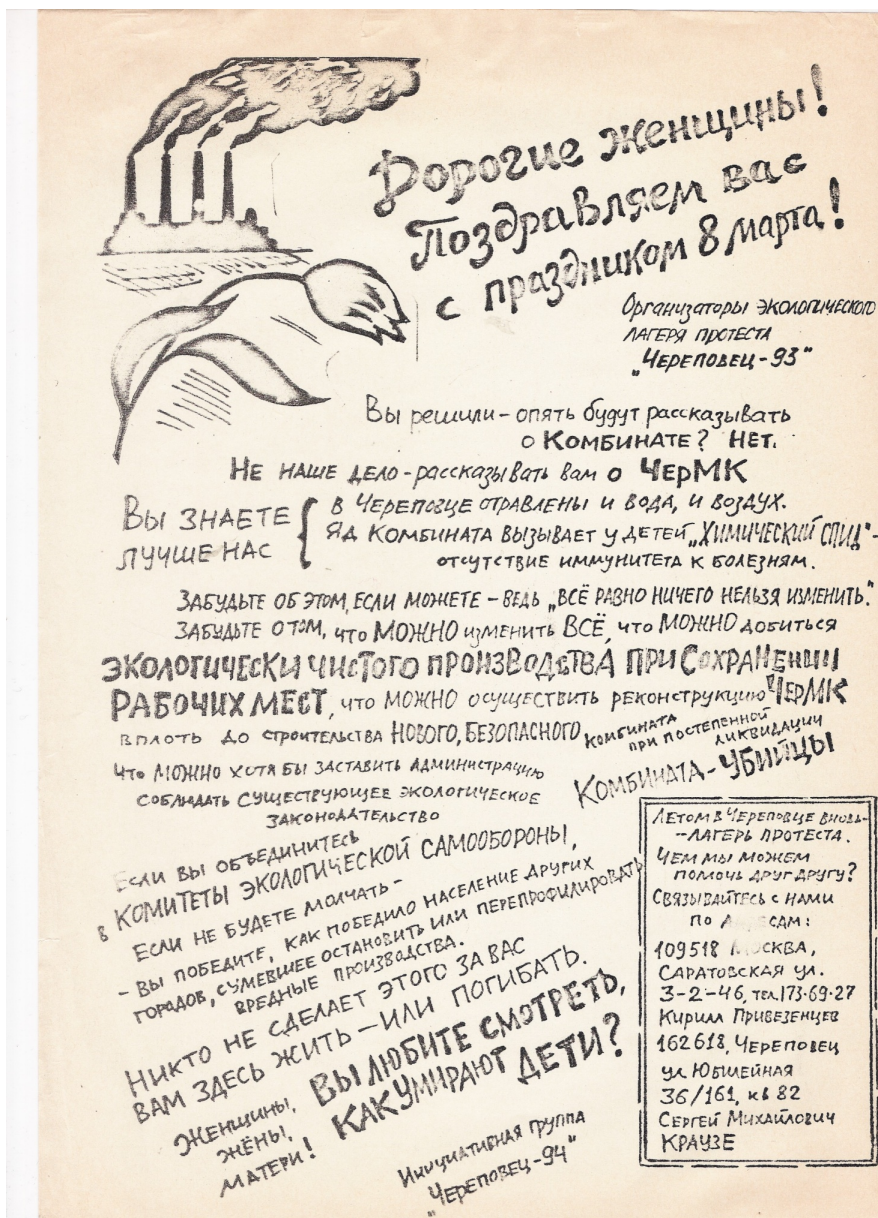 Дорогие женщины!
Поздравляем вас
с праздником 8 марта!
Организаторы экологического
лагеря протеста
„Череповец-93"
Вы решили – опять будут рассказывать
о Комбинате? Нет.
Не наше дело – рассказывать вам о ЧерМК
Вы знаете
лучше нас
в Череповце отравлены и вода, и воздух.
Яд Комбината вызывает у детей „химический СПИД" –
отсутствие иммунитета к болезням.
Забудьте об этом, если можете – ведь „всё равно ничего нельзя изменить."
Забудьте о том, что МОЖНО изменить ВСЁ, что МОЖНО добиться
ЭКОЛОГИЧЕСКИ ЧИСТОГО ПРОИЗВОДСТВА ПРИ СОХРАНЕНИИ
РАБОЧИХ МЕСТ, что МОЖНО осуществить реконструкцию ЧерМК
вплоть до строительства НОВОГО, БЕЗОПАСНОГО комбината
при постепенной
ликвидации
Комбината-УБИЙЦЫ
что МОЖНО хотя бы заставить администрацию
соблюдать существующее экологическое
законодательство
Если вы объединитесь
в КОМИТЕТЫ ЭКОЛОГИЧЕСКОЙ САМООБОРОНЫ,
Если не будете молчать –
– Вы победите, как победило население других
городов, сумевшее остановить или перепрофилировать
вредные производства.
Никто не сделает этого за вас
Вам здесь жить – или погибать.
Женщины,
жёны,
матери!
ВЫ ЛЮБИТЕ СМОТРЕТЬ,
КАК УМИРАЮТ ДЕТИ?
Инициативная группа
„Череповец-94"
Летом в Череповце вновь –
– лагерь протеста.
Чем мы можем
помочь друг другу?
Связывайтесь с нами
по адресам:
109518 Москва,
Саратовская ул.
3-2-46, тел.173-69-27
Кирилл Привезенцев
162618, Череповец
ул Юбилейная
36/161, кв 82
Сергей Михайлович
КРАУЗЕ